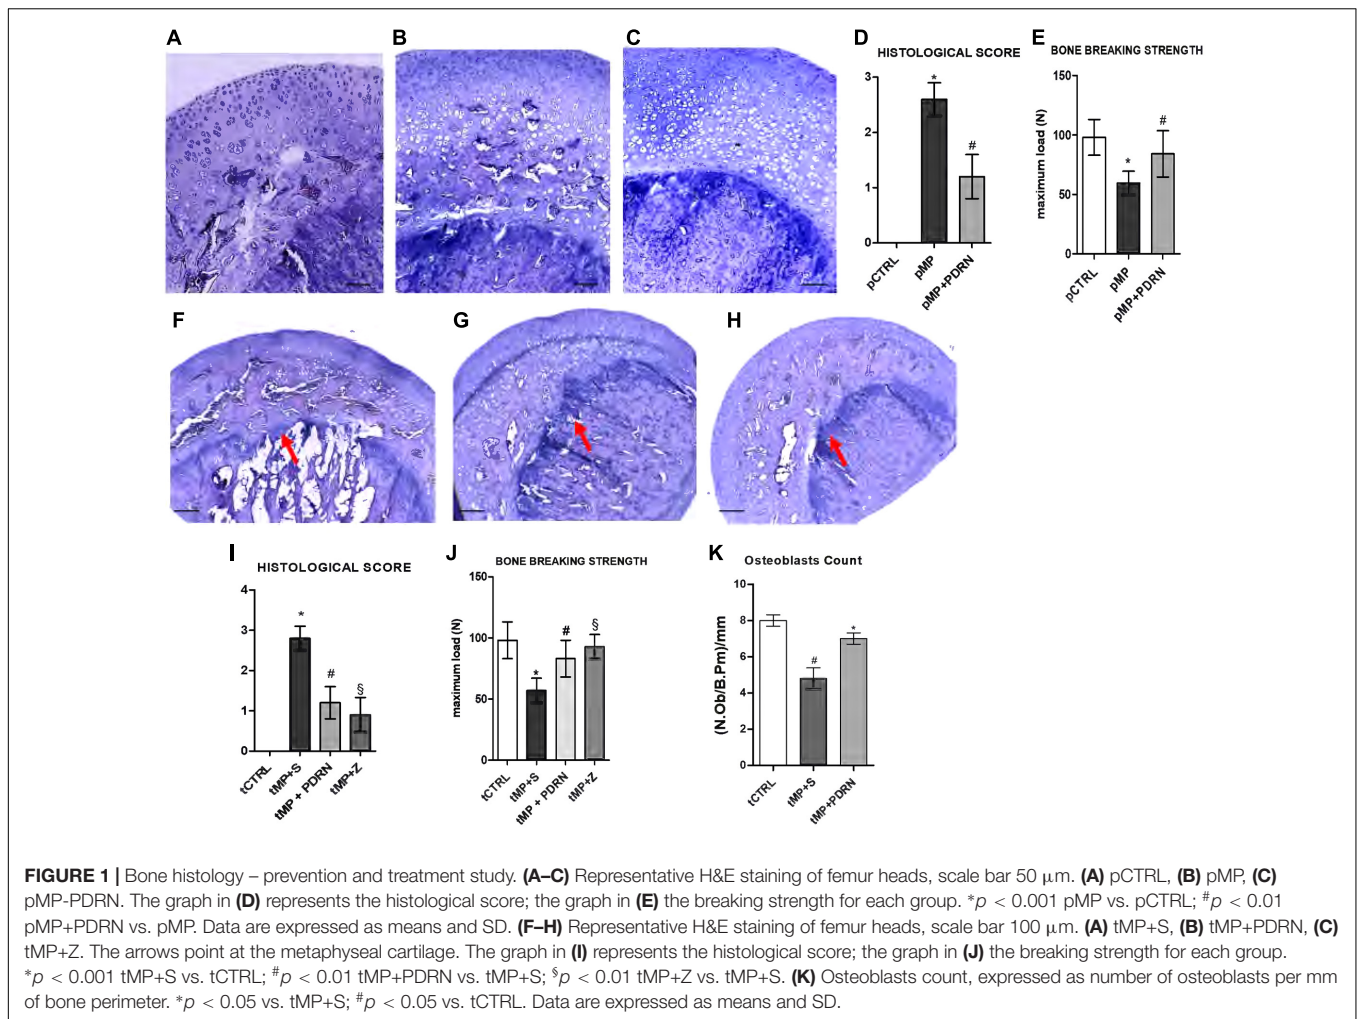 A
B
C
D
HISTOLOGICAL SCORE
3
2
1
0
*
#
pCTRL
pMP
pMP+PDRN
E
BONE BREAKING STRENGTH
maximum load (N)
150
100
50
0
*
#
pCTRL
pMP
pMP+PDRN
F
G
H
I
HISTOLOGICAL SCORE
4
3
2
1
0
*
#
§
tCTRL
tMP+S
tMP + PDRN
tMP+Z
J
BONE BREAKING STRENGTH
maximum load (N)
150
100
50
0
*
#
§
tCTRL
tMP+S
tMP + PDRN
tMP+Z
K
Osteoblasts Count
(N.Ob/B.Pm)/mm
10
8
6
4
2
0
#
*
tCTRL
tMP+S
tMP+PDRN
FIGURE 1 | Bone histology – prevention and treatment study. (A–C) Representative H&E staining of femur heads, scale bar 50 μm. (A) pCTRL, (B) pMP, (C)
pMP-PDRN. The graph in (D) represents the histological score; the graph in (E) the breaking strength for each group. *p < 0.001 pMP vs. pCTRL; #p < 0.01
pMP+PDRN vs. pMP. Data are expressed as means and SD. (F–H) Representative H&E staining of femur heads, scale bar 100 μm. (A) tMP+S, (B) tMP+PDRN, (C)
tMP+Z. The arrows point at the metaphyseal cartilage. The graph in (I) represents the histological score; the graph in (J) the breaking strength for each group.
*p < 0.001 tMP+S vs. tCTRL; #p < 0.01 tMP+PDRN vs. tMP+S; §p < 0.01 tMP+Z vs. tMP+S. (K) Osteoblasts count, expressed as number of osteoblasts per mm
of bone perimeter. *p < 0.05 vs. tMP+S; #p < 0.05 vs. tCTRL. Data are expressed as means and SD.